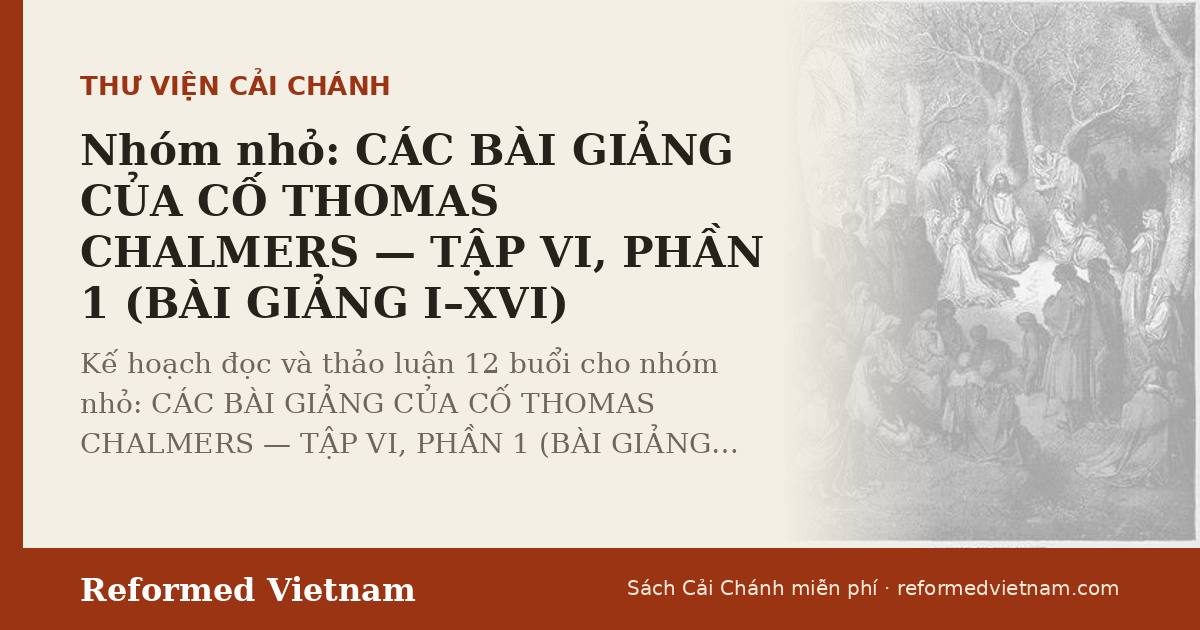 THƯ VIỆN CẢI CHÁNH
Nhóm nhỏ: CÁC BÀI GIẢNG
CỦA CỐ THOMAS
CHALMERS — TẬP VI, PHẦN
1 (BÀI GIẢNG I–XVI)
Kế hoạch đọc và thảo luận 12 buổi cho nhóm
nhỏ: CÁC BÀI GIẢNG CỦA CỐ THOMAS
CHALMERS — TẬP VI, PHẦN 1 (BÀI GIẢNG...
Reformed Vietnam
Sách Cải Chánh miễn phí · reformedvietnam.com